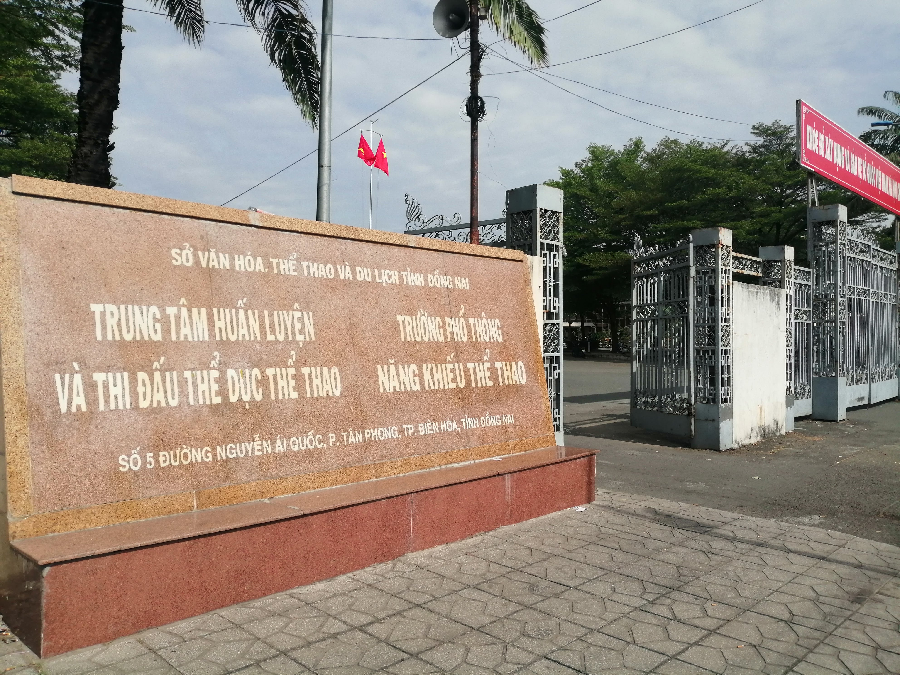 SỞ VĂN HÓA, THỂ THAO VÀ DU LỊCH TỈNH ĐỒNG NAI
TRUNG TÂM HUẤN LUYỆN
VÀ THI ĐẤU THỂ DỤC THỂ THAO
TRƯỜNG PHỔ THÔNG
NĂNG KHIẾU THỂ THAO
SỐ 5 ĐƯỜNG NGUYỄN ÁI QUỐC, P. TÂN PHONG, TP. BIÊN HÒA, TỈNH ĐỒNG NAI